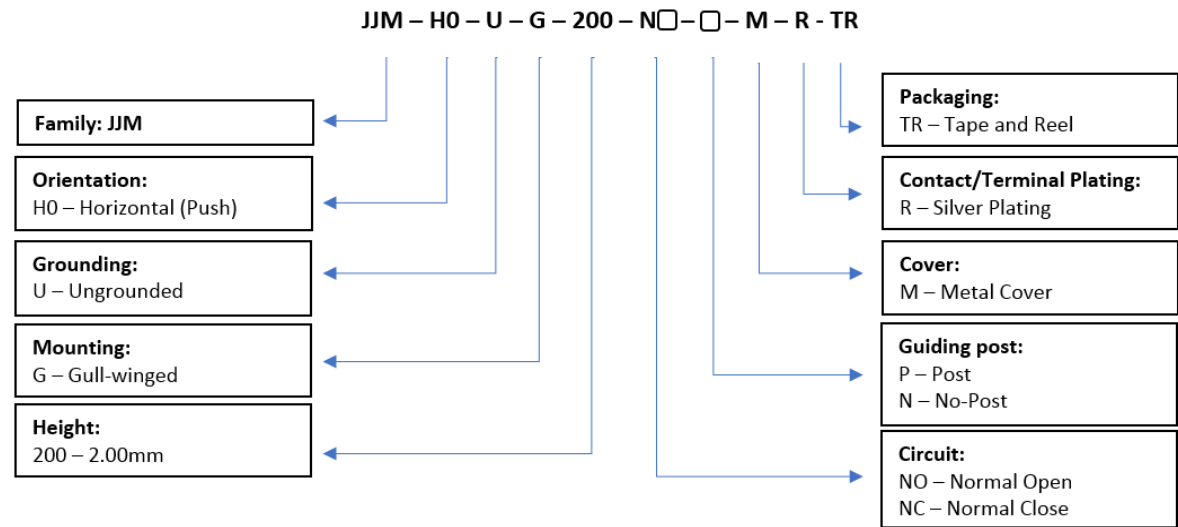 JJM – H0 – U – G – 200 – N□ – □ – M – R - TR
Family: JJM
Orientation:
H0 – Horizontal (Push)
Grounding:
U – Ungrounded
Mounting:
G – Gull-winged
Height:
200 – 2.00mm
Packaging:
TR – Tape and Reel
Contact/Terminal Plating:
R – Silver Plating
Cover:
M – Metal Cover
Guiding post:
P – Post
N – No-Post
Circuit:
NO – Normal Open
NC – Normal Close